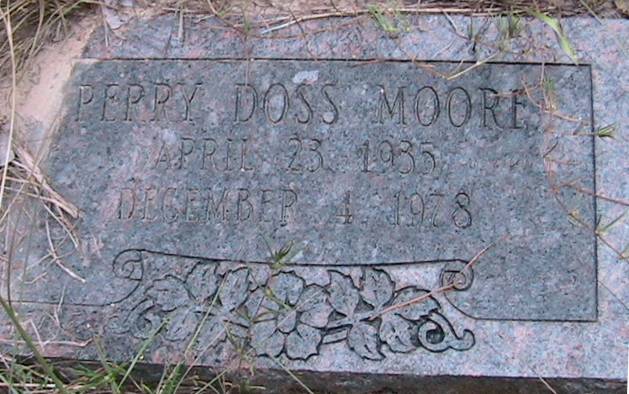 PERRY DOSS MOORE
APRIL 23 1935
DECEMBER 4 1978